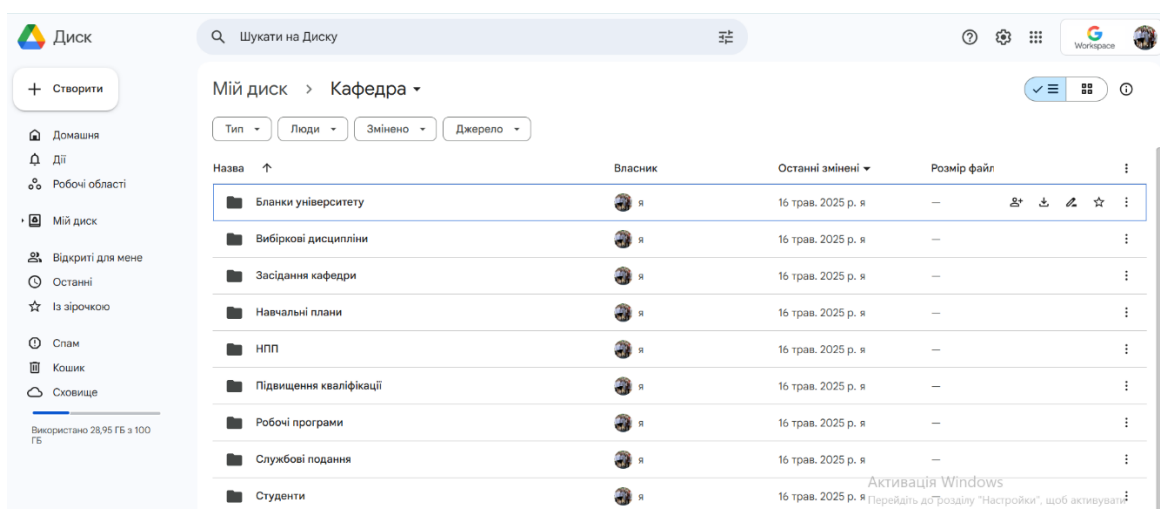 Диск
Шукати на Диску
Workspace
Створити
Домашня
Дії
Робочі області
Мій диск
Відкриті для мене
Останні
Із зірочкою
Спам
Кошик
Сховище
Використано 28,95 ГБ з 100
ГБ
Мій диск > Кафедра
Тип Люди Змінено Джерело
Назва Власник Останні змінені Розмір файл
Бланки університету я 16 трав. 2025 р. я —
Вибіркові дисципліни я 16 трав. 2025 р. я —
Засідання кафедри я 16 трав. 2025 р. я —
Навчальні плани я 16 трав. 2025 р. я —
НПП я 16 трав. 2025 р. я —
Підвищення кваліфікації я 16 трав. 2025 р. я —
Робочі програми я 16 трав. 2025 р. я —
Службові подання я 16 трав. 2025 р. я —
Студенти я 16 трав. 2025 р. я —
Активація Windows
Перейдіть до розділу "Настройки", щоб активувати